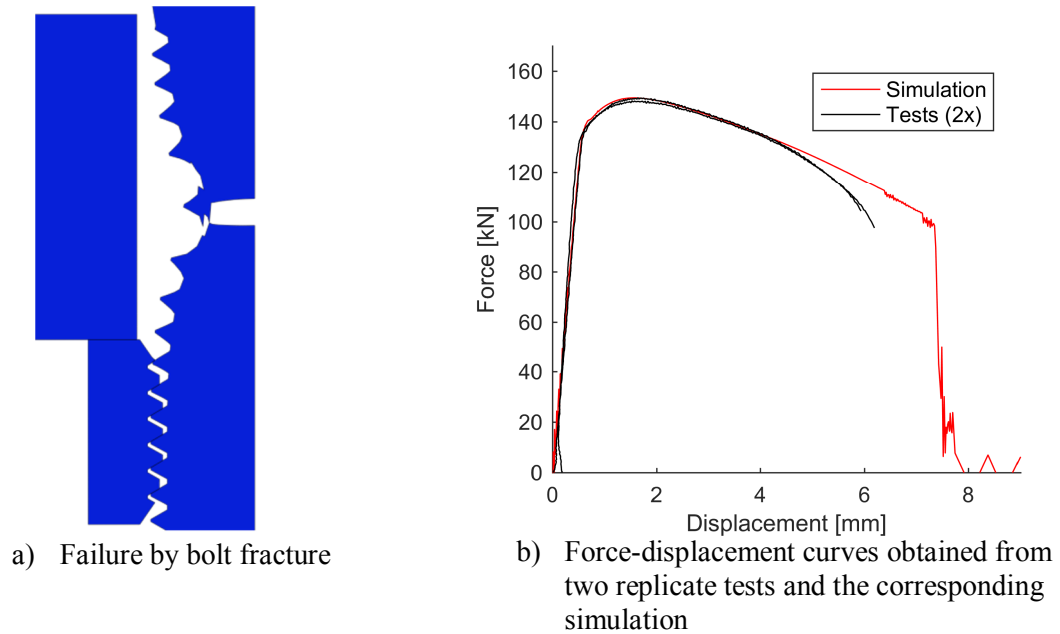 160
140
120
100
80
60
40
20
0
Force [kN]
Simulation
Tests (2x)
0 2 4 6 8
Displacement [mm]
a) Failure by bolt fracture
b) Force-displacement curves obtained from
two replicate tests and the corresponding
simulation